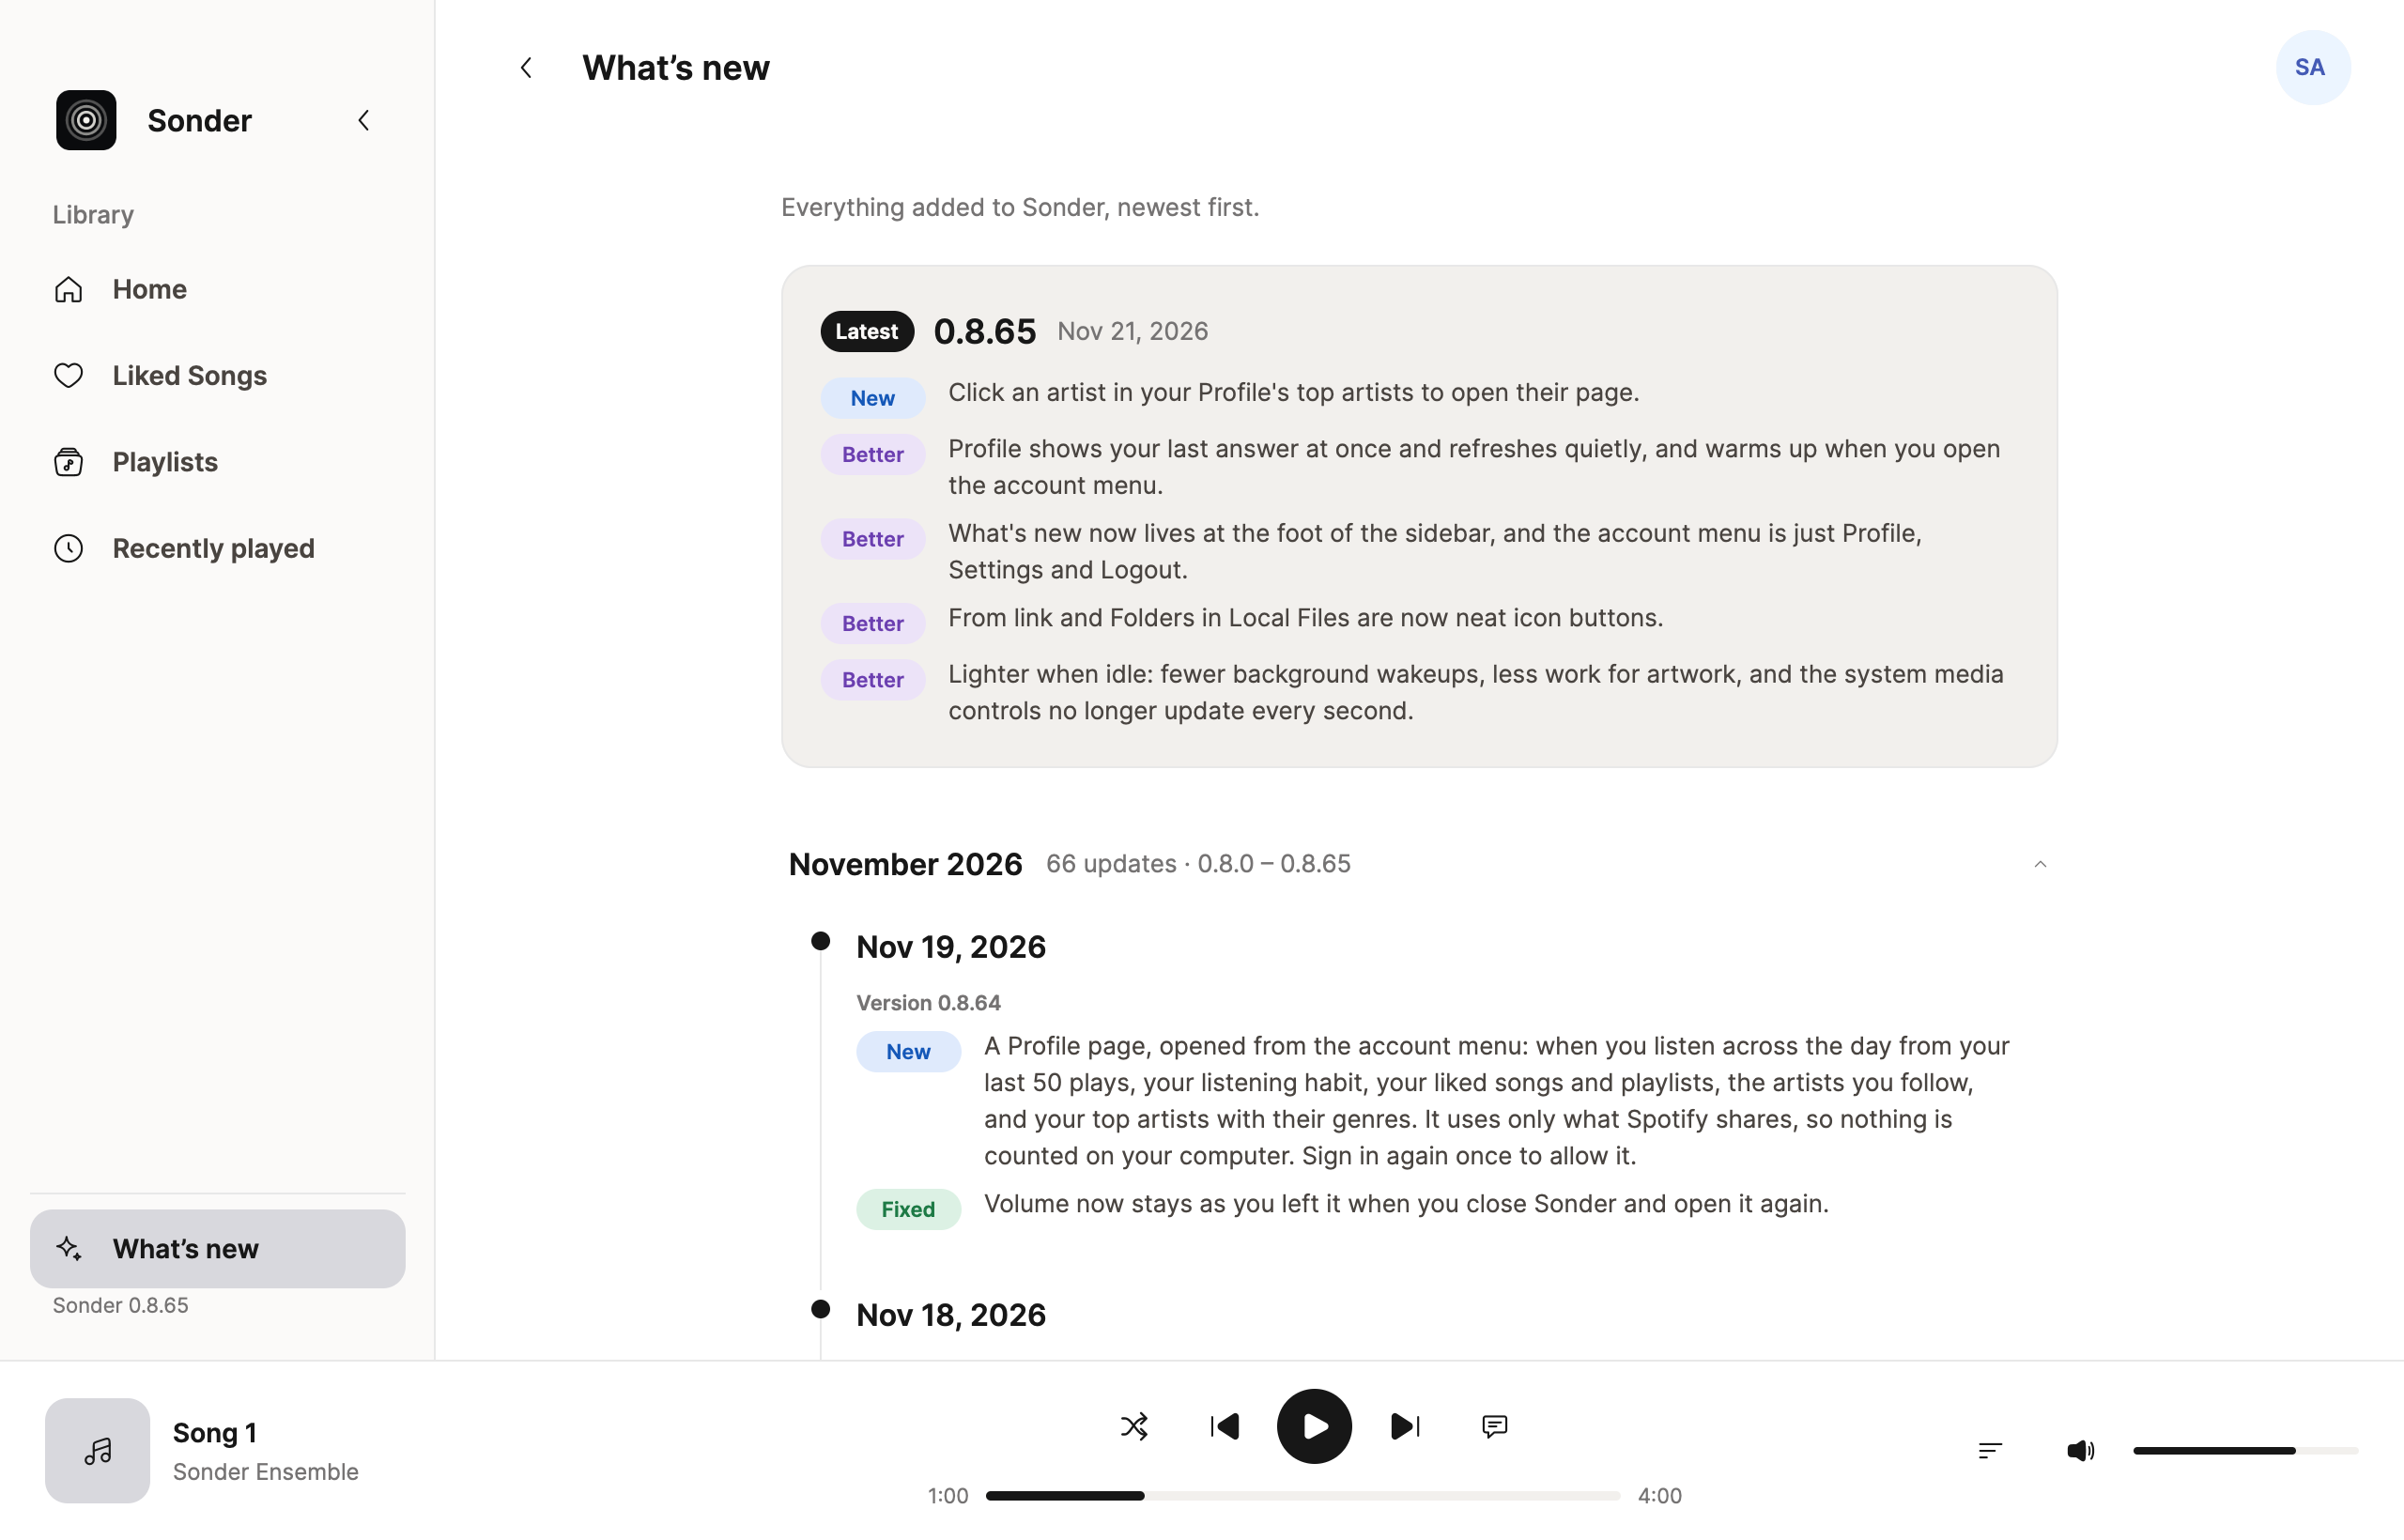 Sonder
Library
Home
Liked Songs
Playlists
Recently played
What’s new
Sonder 0.8.65
What’s new
SA
Everything added to Sonder, newest first.
Latest 0.8.65 Nov 21, 2026
New Click an artist in your Profile's top artists to open their page.
Better Profile shows your last answer at once and refreshes quietly, and warms up when you open
the account menu.
Better What's new now lives at the foot of the sidebar, and the account menu is just Profile,
Settings and Logout.
Better From link and Folders in Local Files are now neat icon buttons.
Better Lighter when idle: fewer background wakeups, less work for artwork, and the system media
controls no longer update every second.
November 2026 66 updates · 0.8.0 – 0.8.65
Nov 19, 2026
Version 0.8.64
New A Profile page, opened from the account menu: when you listen across the day from your
last 50 plays, your listening habit, your liked songs and playlists, the artists you follow,
and your top artists with their genres. It uses only what Spotify shares, so nothing is
counted on your computer. Sign in again once to allow it.
Fixed Volume now stays as you left it when you close Sonder and open it again.
Nov 18, 2026
Song 1
Sonder Ensemble
1:00
4:00